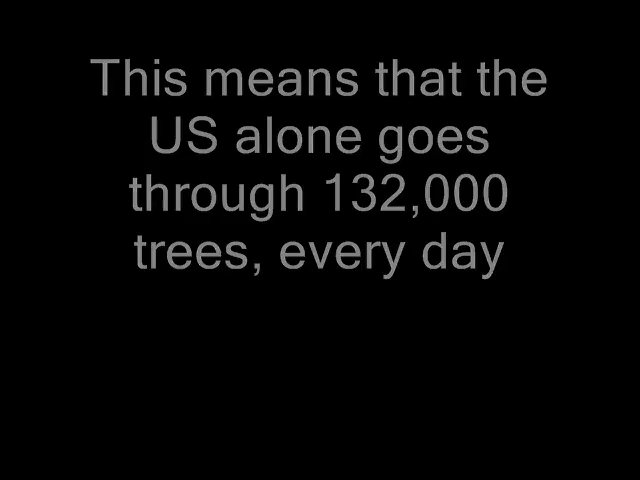 This means that the
US alone goes
through 132,000
trees, every day